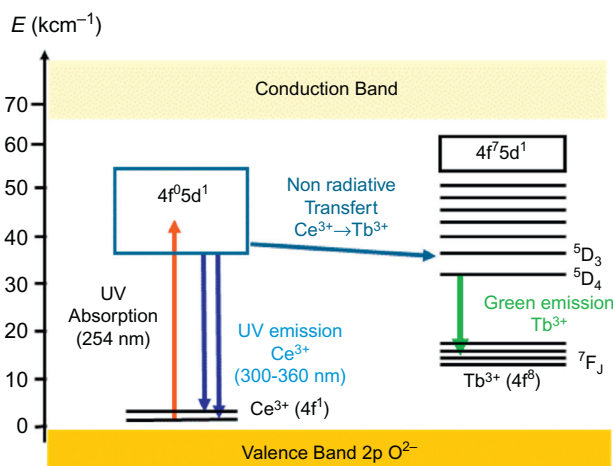 E (kcm⁻¹)
70
60
50
40
30
20
10
0
Conduction Band
4f⁰5d¹
UV
Absorption
(254 nm)
UV emission
Ce³⁺
(300-360 nm)
Ce³⁺ (4f¹)
Non radiative
Transfert
Ce³⁺→Tb³⁺
4f⁷5d¹
⁵D₃
⁵D₄
Green emission
Tb³⁺
⁷F_J
Tb³⁺ (4f⁸)
Valence Band 2p O²⁻